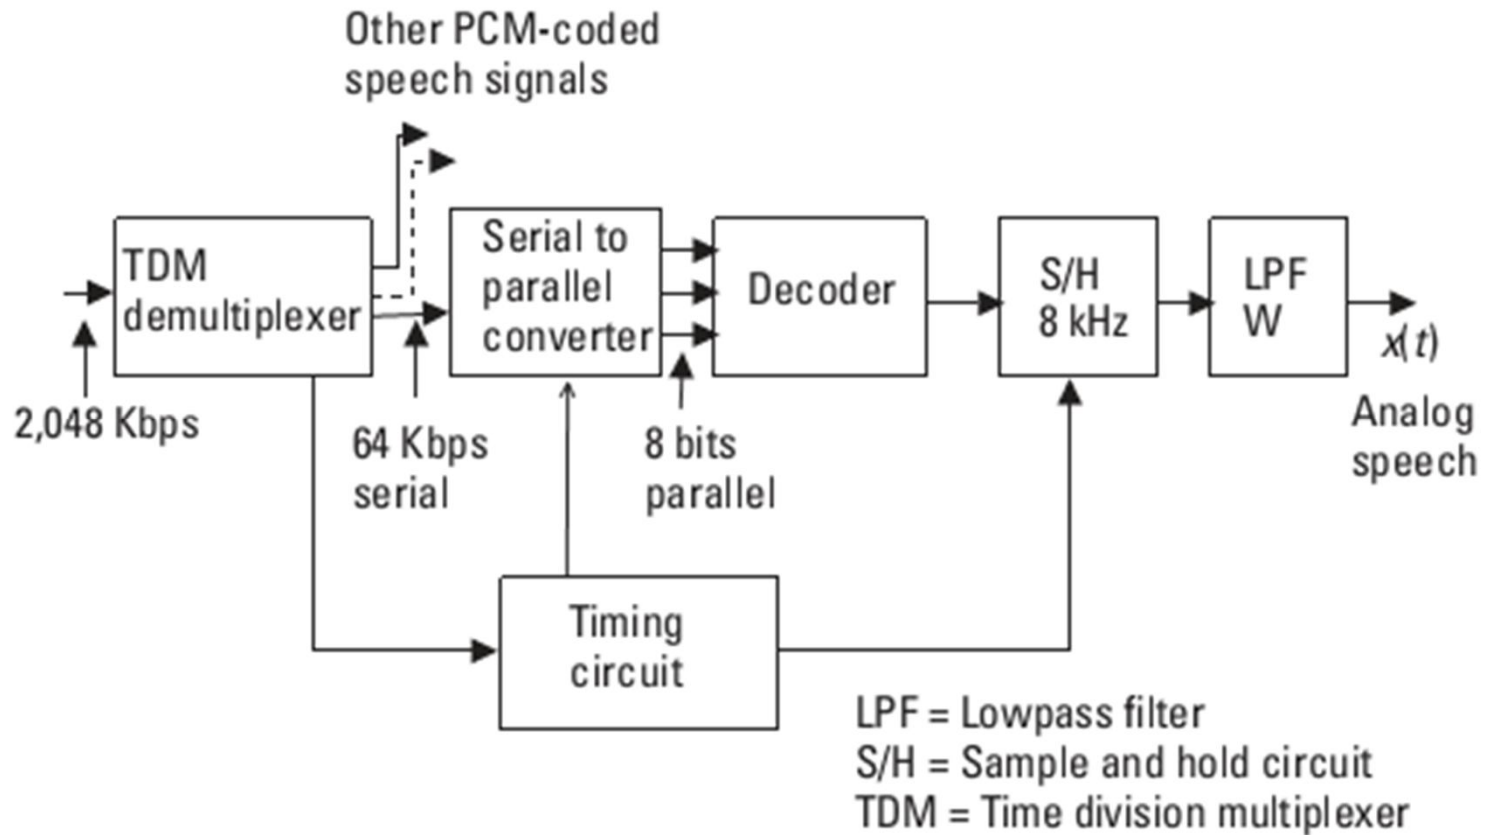 Other PCM-coded
speech signals
TDM
demultiplexer
Serial to
parallel
converter
Decoder
S/H
8 kHz
LPF
W
x(t)
Analog
speech
2,048 Kbps
64 Kbps
serial
8 bits
parallel
Timing
circuit
LPF = Lowpass filter
S/H = Sample and hold circuit
TDM = Time division multiplexer